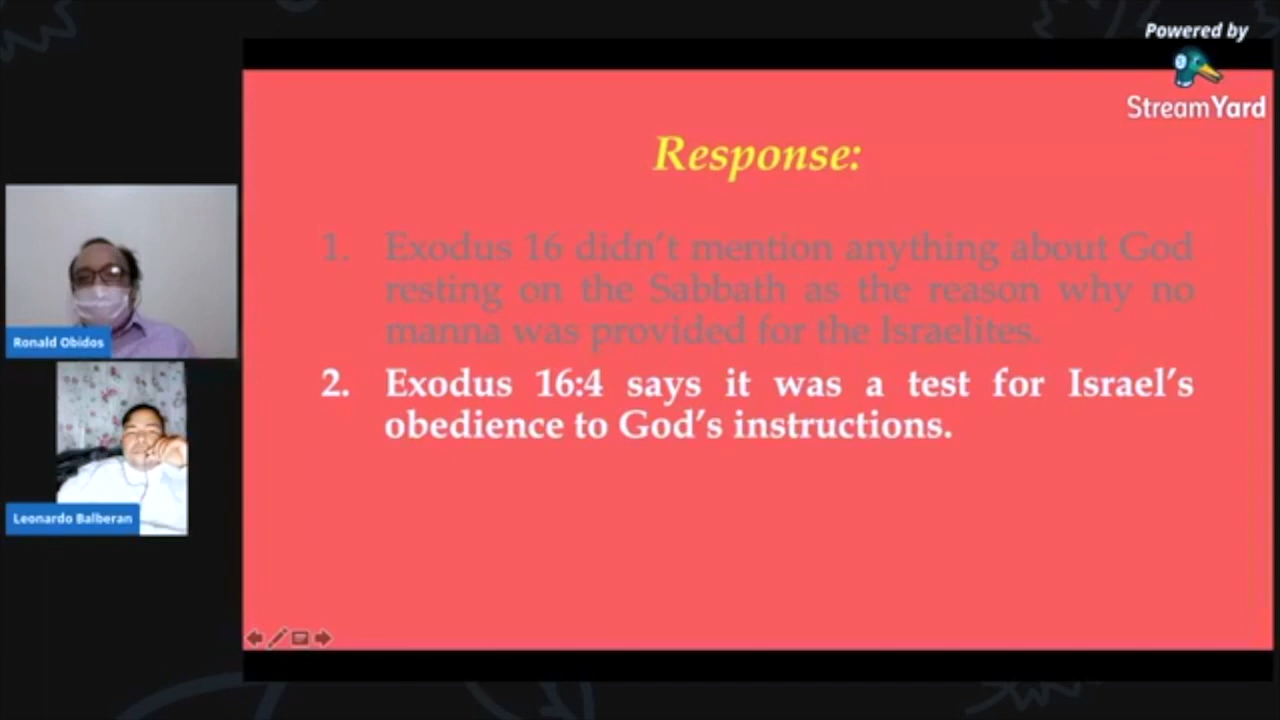 Powered by
StreamYard
Response:
1. Exodus 16 didn't mention anything about God
resting on the Sabbath as the reason why no
manna was provided for the Israelites.
2. Exodus 16:4 says it was a test for Israel's
obedience to God's instructions.
Ronald Obidos
Leonardo Balberan